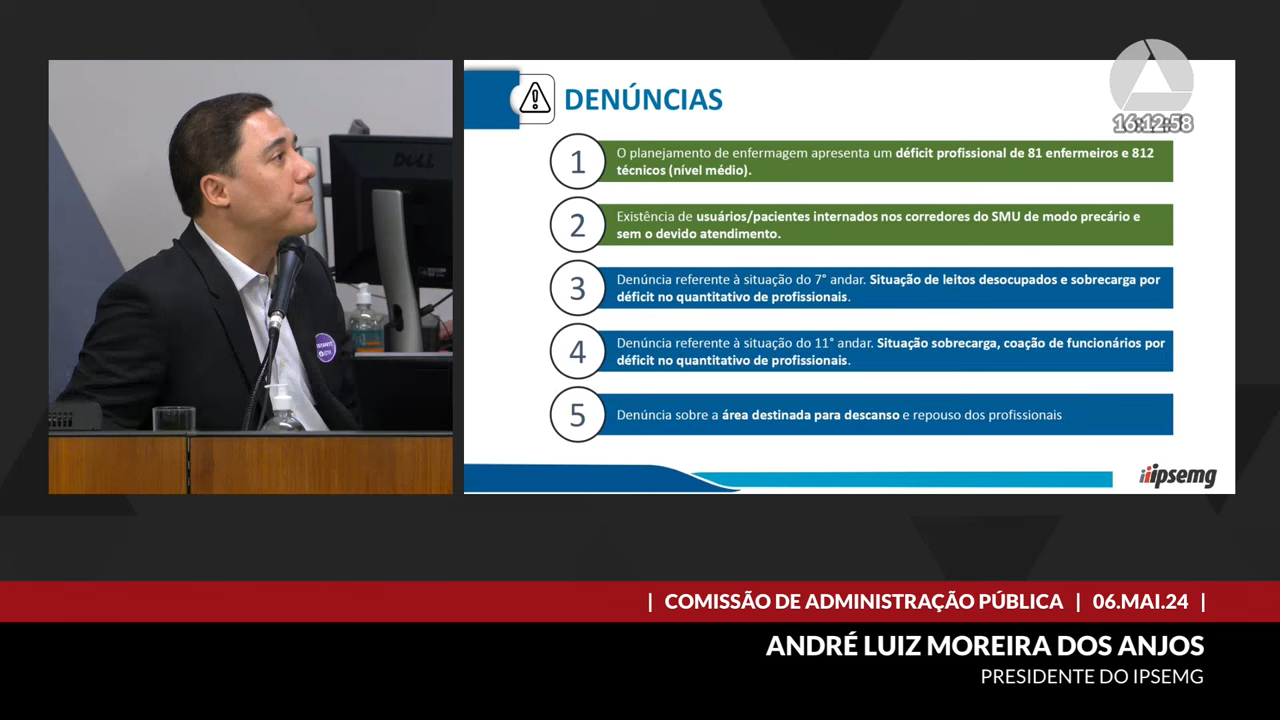 DENÚNCIAS
16:12:58
1
O planejamento de enfermagem apresenta um déficit profissional de 81 enfermeiros e 812
técnicos (nível médio).
2
Existência de usuários/pacientes internados nos corredores do SMU de modo precário e
sem o devido atendimento.
3
Denúncia referente à situação do 7° andar. Situação de leitos desocupados e sobrecarga por
déficit no quantitativo de profissionais.
4
Denúncia referente à situação do 11° andar. Situação sobrecarga, coação de funcionários por
déficit no quantitativo de profissionais.
5
Denúncia sobre a área destinada para descanso e repouso dos profissionais
ipsemg
DELL
| COMISSÃO DE ADMINISTRAÇÃO PÚBLICA | 06.MAI.24 |
ANDRÉ LUIZ MOREIRA DOS ANJOS
PRESIDENTE DO IPSEMG